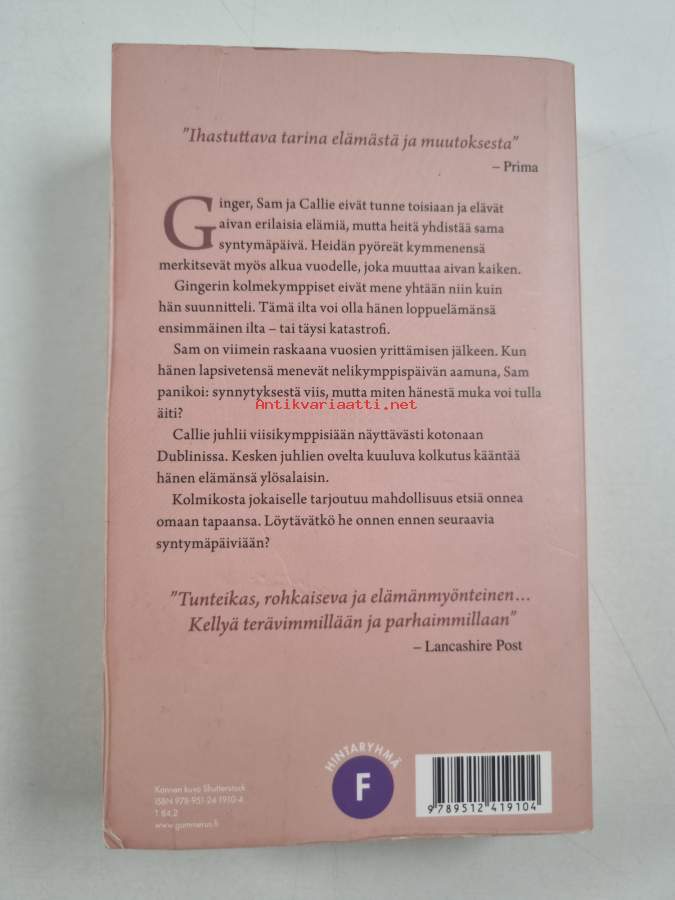 "Ihastuttava tarina elämästä ja muutoksesta"
– Prima
Ginger, Sam ja Callie eivät tunne toisiaan ja elävät
aivan erilaisia elämiä, mutta heitä yhdistää sama
syntymäpäivä. Heidän pyöreät kymmenensä
merkitsevät myös alkua vuodelle, joka muuttaa aivan kaiken.
Gingerin kolmekymppiset eivät mene yhtään niin kuin
hän suunnitteli. Tämä ilta voi olla hänen loppuelämänsä
ensimmäinen ilta – tai täysi katastrofi.
Sam on viimein raskaana vuosien yrittämisen jälkeen. Kun
hänen lapsivetensä menevät nelikymppispäivän aamuna, Sam
panikoi: synnytyksestä viis, mutta miten hänestä muka voi tulla
äiti?
Antikvariaatti.net
Callie juhlii viisikymppisiään näyttävästi kotonaan
Dublinissa. Kesken juhlien ovelta kuuluva kolkutus kääntää
hänen elämänsä ylösalaisin.
Kolmikosta jokaiselle tarjoutuu mahdollisuus etsiä onnea
omaan tapaansa. Löytävätkö he onnen ennen seuraavia
syntymäpäiviään?
"Tunteikas, rohkaiseva ja elämänmyönteinen...
Kellyä terävimmillään ja parhaimmillaan"
– Lancashire Post
HINTARYHMÄ
F
Kannen kuva Shutterstock
ISBN 978-951-24-1910-4
T 84.2
www.gummerus.fi
9 789512 419104